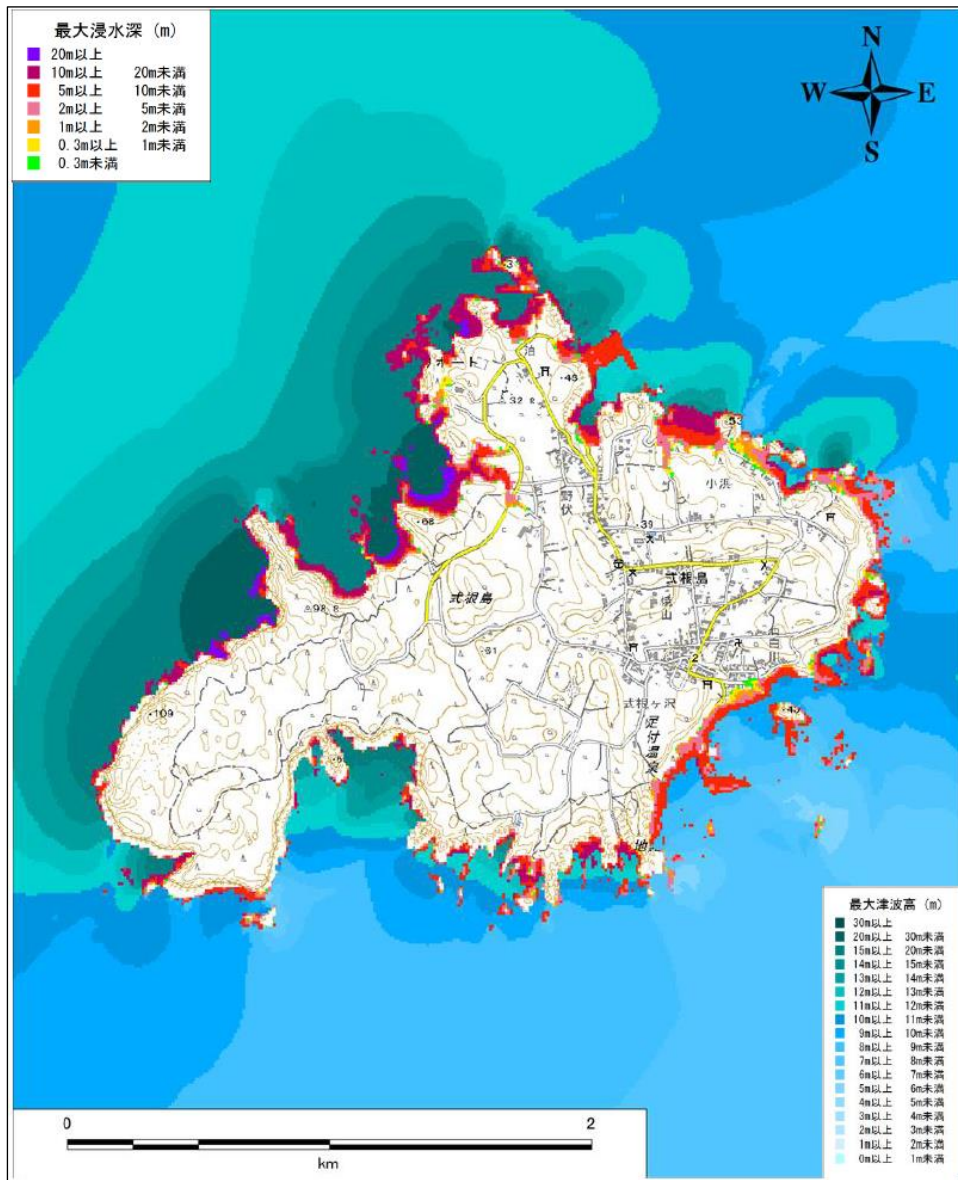 最大浸水深 (m)
20m以上
10m以上 20m未満
5m以上 10m未満
2m以上 5m未満
1m以上 2m未満
0.3m以上 1m未満
0.3m未満
N
W E
S
泊
・43
32.8
・53
小浜
野伏
・66
・39
式根島
式根島
98.8
・61
・109
2
式根ヶ沢
足付温泉
・47
地
最大津波高 (m)
30m以上
20m以上 30m未満
15m以上 20m未満
14m以上 15m未満
13m以上 14m未満
12m以上 13m未満
11m以上 12m未満
10m以上 11m未満
9m以上 10m未満
8m以上 9m未満
7m以上 8m未満
6m以上 7m未満
5m以上 6m未満
4m以上 5m未満
3m以上 4m未満
2m以上 3m未満
1m以上 2m未満
0m以上 1m未満
0 2
km